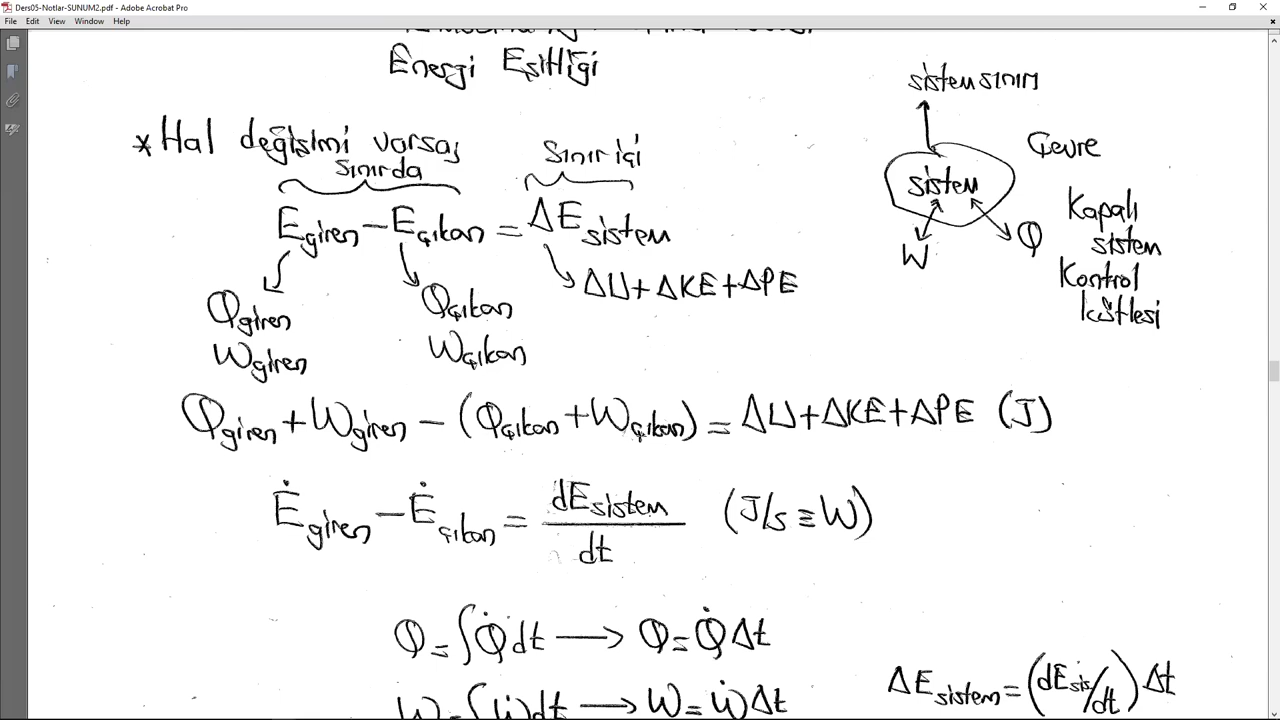 Ders05-Notlar-SUNUM2.pdf - Adobe Acrobat Pro
File Edit View Window Help
Enerji Eşitliği
sistem sınırı
* Hal değişimi varsa;
Çevre
sınırda
Sınır içi
sistem
E giren - E çıkan = ΔE sistem
Kapalı
sistem
W Q
Kontrol
kütlesi
ΔU + ΔKE + ΔPE
Q giren Q çıkan
W giren W çıkan
Q giren + W giren - (Q çıkan + W çıkan) = ΔU + ΔKE + ΔPE (J)
Ė giren - Ė çıkan = dE sistem / dt (J/s ≡ W)
Q = ∫Q̇ dt → Q = Q̇ Δt
ΔE sistem = (dE sis/dt) Δt
W = ∫Ẇ dt → W = Ẇ Δt